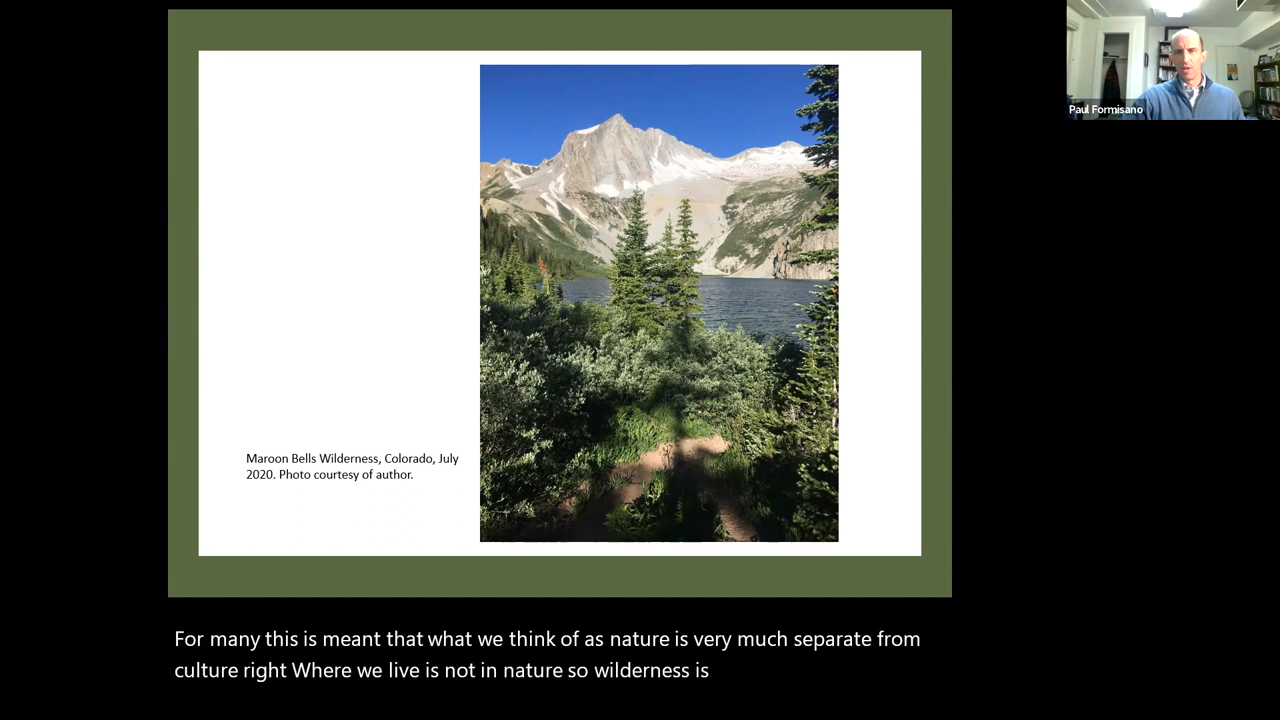 Paul Formisano
Maroon Bells Wilderness, Colorado, July
2020. Photo courtesy of author.
For many this is meant that what we think of as nature is very much separate from
culture right Where we live is not in nature so wilderness is